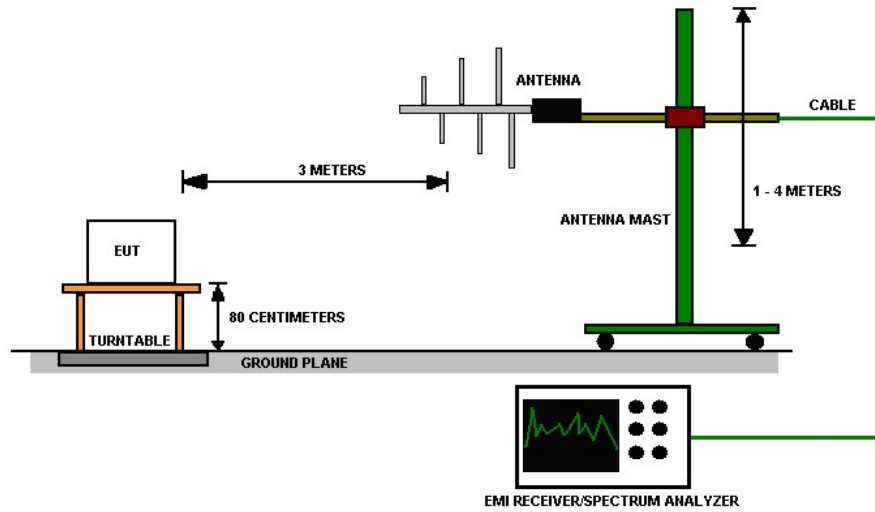 ANTENNA
CABLE
3 METERS
1 - 4 METERS
ANTENNA MAST
EUT
80 CENTIMETERS
TURNTABLE
GROUND PLANE
EMI RECEIVER/SPECTRUM ANALYZER